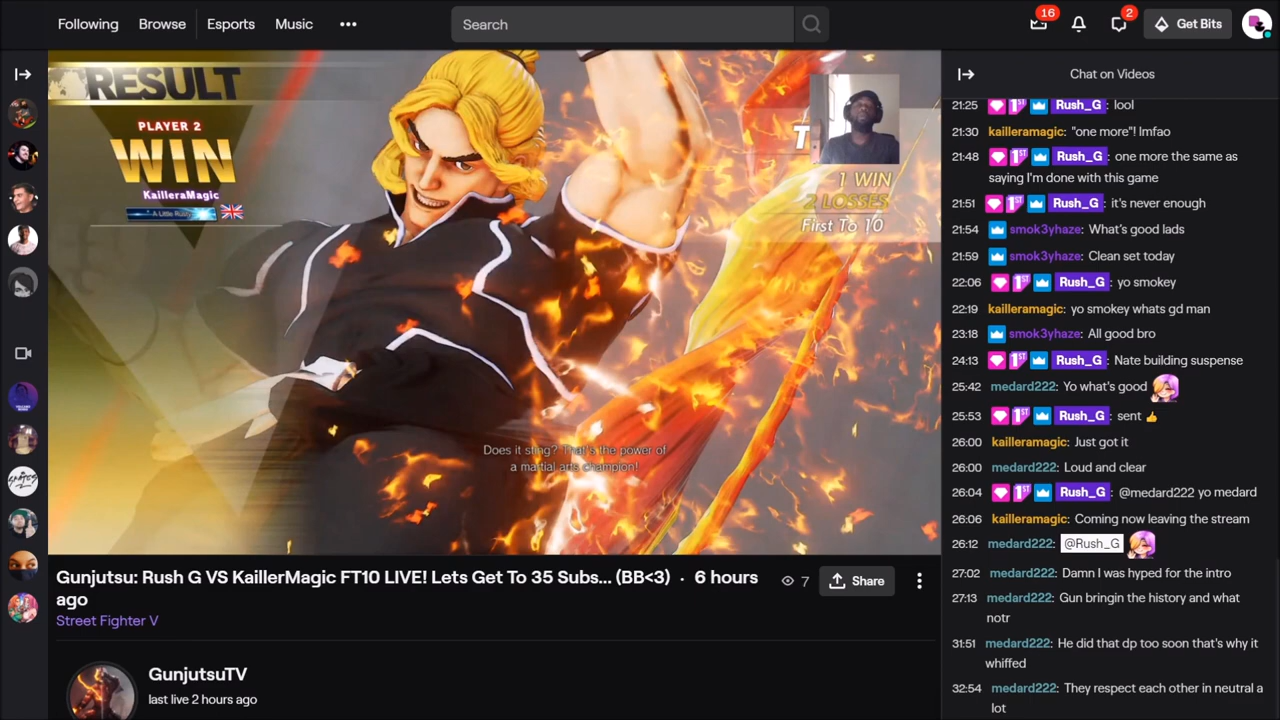 Following
Browse
Esports
Music
Search
16
2
Get Bits
Chat on Videos
RESULT
PLAYER 2
WIN
KailleraMagic
1 WIN
2 LOSSES
First To 10
Does it sting? That's the power of
a martial arts champion!
Gunjutsu: Rush G VS KaillerMagic FT10 LIVE! Lets Get To 35 Subs... (BB<3) · 6 hours
ago
Street Fighter V
7
Share
GunjutsuTV
last live 2 hours ago
21:25 1ST Rush_G: lool
21:30 kailleramagic: "one more"! lmfao
21:48 1ST Rush_G: one more the same as
saying I'm done with this game
21:51 1ST Rush_G: it's never enough
21:54 smok3yhaze: What's good lads
21:59 smok3yhaze: Clean set today
22:06 1ST Rush_G: yo smokey
22:19 kailleramagic: yo smokey whats gd man
23:18 smok3yhaze: All good bro
24:13 1ST Rush_G: Nate building suspense
25:42 medard222: Yo what's good
25:53 1ST Rush_G: sent 👍
26:00 kailleramagic: Just got it
26:00 medard222: Loud and clear
26:04 1ST Rush_G: @medard222 yo medard
26:06 kailleramagic: Coming now leaving the stream
26:12 medard222: @Rush_G
27:02 medard222: Damn I was hyped for the intro
27:13 medard222: Gun bringin the history and what
notr
31:51 medard222: He did that dp too soon that's why it
whiffed
32:54 medard222: They respect each other in neutral a
lot